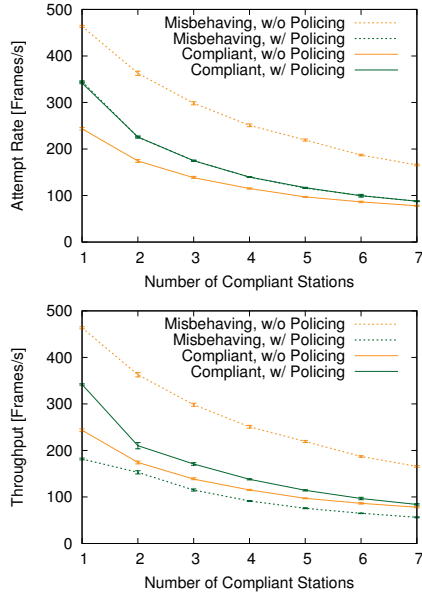 500
400
300
200
100
0
Attempt Rate [Frames/s]
Misbehaving, w/o Policing
Misbehaving, w/ Policing
Compliant, w/o Policing
Compliant, w/ Policing
1 2 3 4 5 6 7
Number of Compliant Stations
500
400
300
200
100
0
Throughput [Frames/s]
Misbehaving, w/o Policing
Misbehaving, w/ Policing
Compliant, w/o Policing
Compliant, w/ Policing
1 2 3 4 5 6 7
Number of Compliant Stations